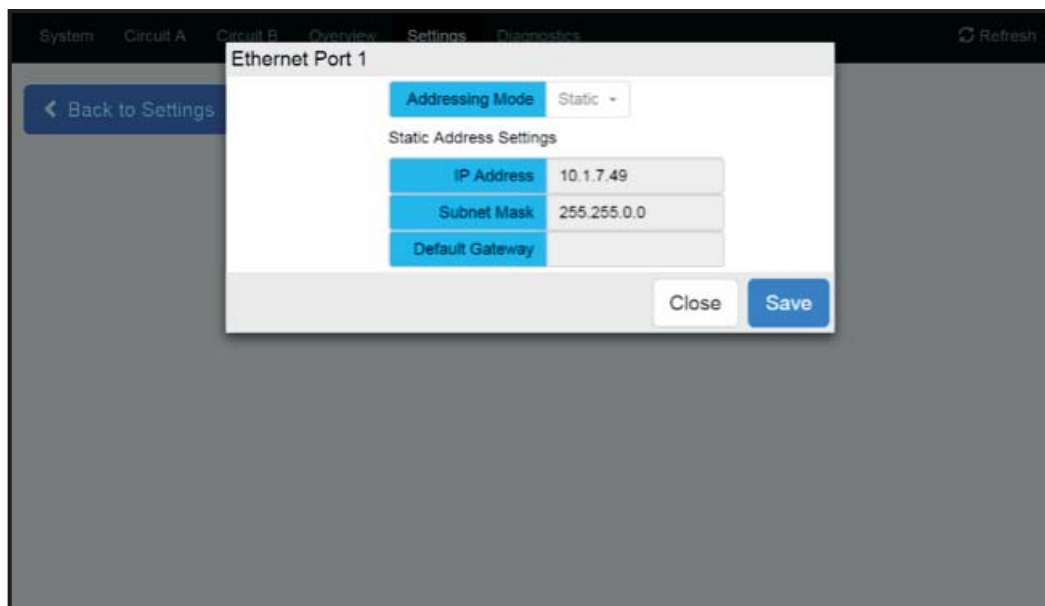 System Circuit A Circuit B Overview Settings Diagnostics Refresh
Ethernet Port 1
Back to Settings
Addressing Mode Static
Static Address Settings
IP Address 10.1.7.49
Subnet Mask 255.255.0.0
Default Gateway
Close Save